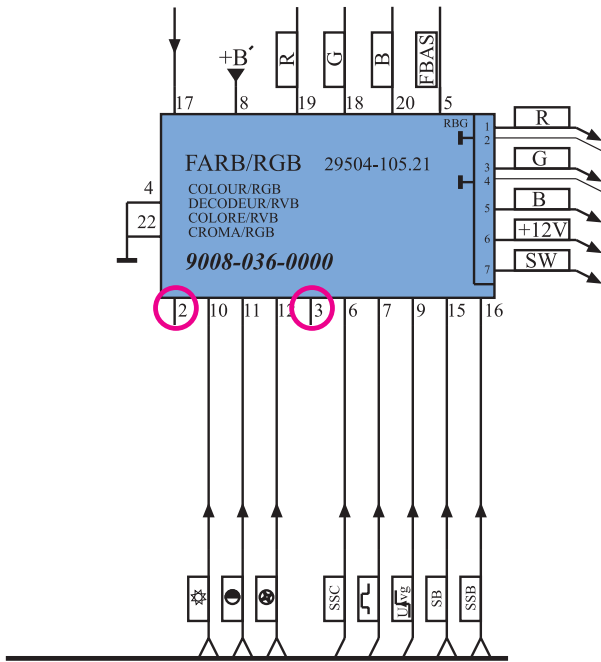 +B´
R
G
B
FBAS
17
8
19
18
20
5
RBG
1
2
3
4
5
6
7
R
G
B
+12V
SW
FARB/RGB 29504-105.21
COLOUR/RGB
DECODEUR/RVB
COLORE/RVB
CROMA/RGB
9008-036-0000
4
22
2
10
11
12
3
6
7
9
15
16
SSC
SB
SSB